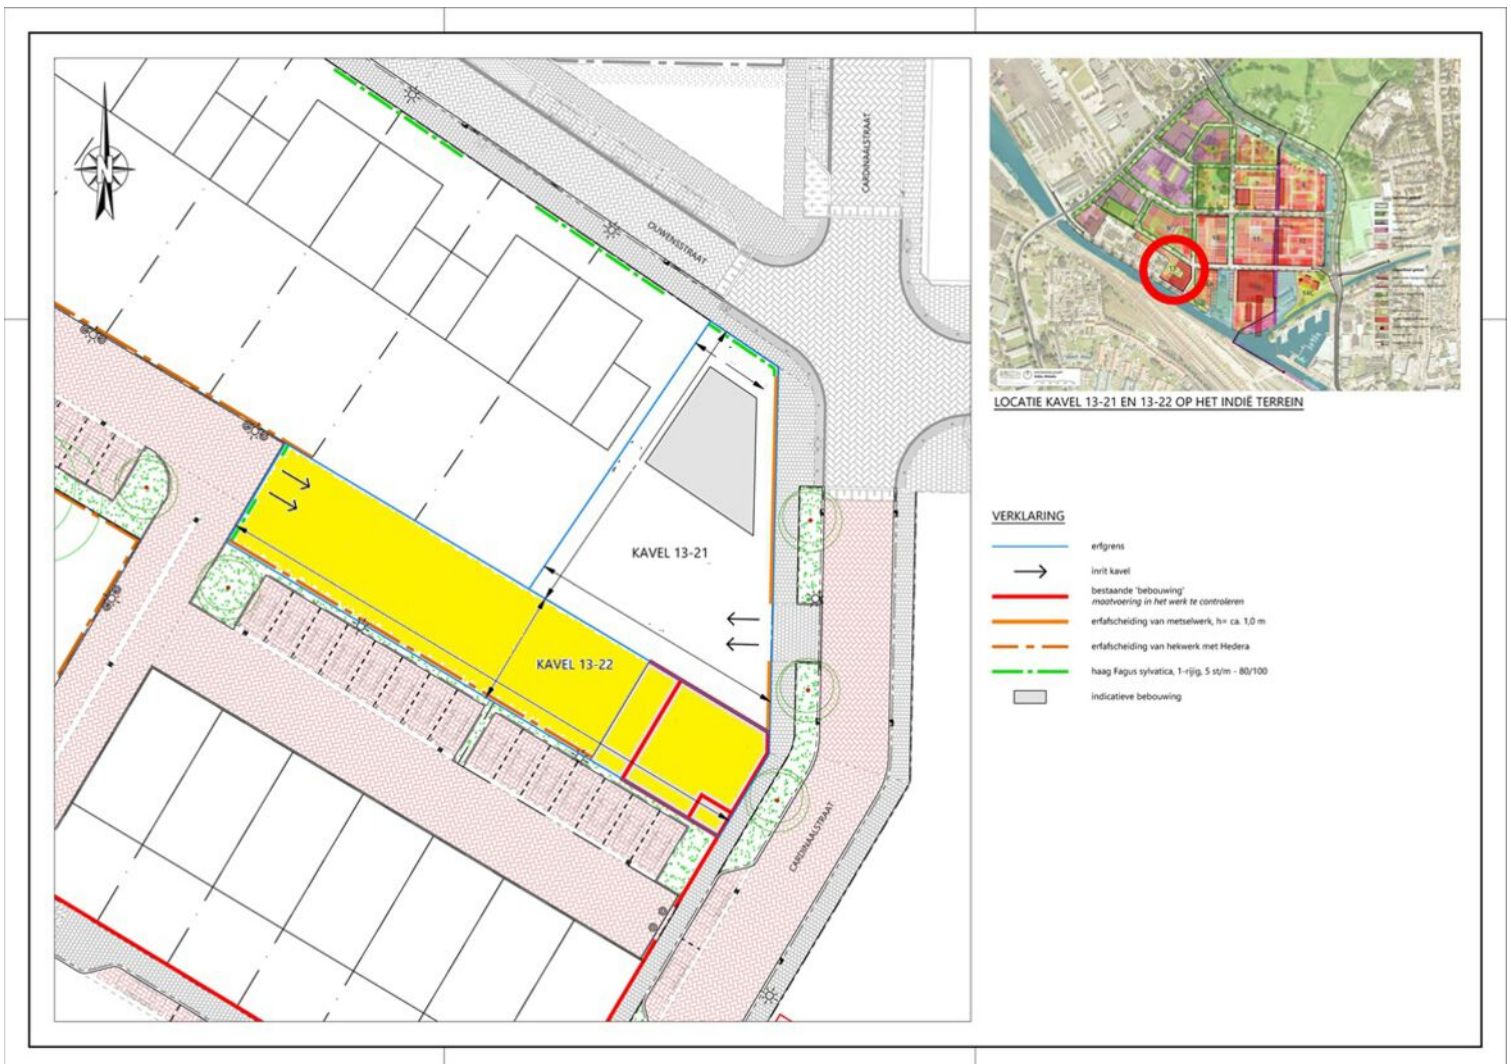 N
OUWENSSTRAAT
CARDINAALSTRAAT
KAVEL 13-21
KAVEL 13-22
CARDINAALSTRAAT
LOCATIE KAVEL 13-21 EN 13-22 OP HET INDIË TERREIN
VERKLARING
erfgrens
inrit kavel
bestaande 'bebouwing'
maatvoering in het werk te controleren
erfafscheiding van metselwerk, h= ca. 1,0 m
erfafscheiding van hekwerk met Hedera
haag Fagus sylvatica, 1-rijig, 5 st/m - 80/100
indicatieve bebouwing